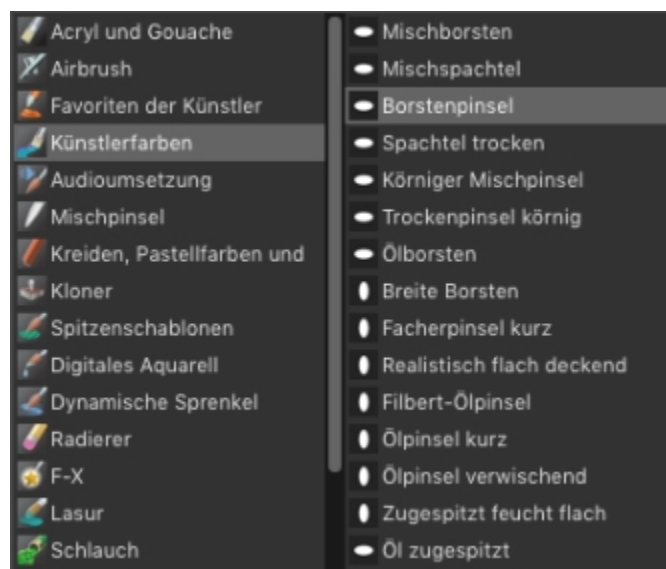 Acryl und Gouache
Airbrush
Favoriten der Künstler
Künstlerfarben
Audioumsetzung
Mischpinsel
Kreiden, Pastellfarben und
Kloner
Spitzenschablonen
Digitales Aquarell
Dynamische Sprenkel
Radierer
F-X
Lasur
Schlauch
Mischborsten
Mischspachtel
Borstenpinsel
Spachtel trocken
Körniger Mischpinsel
Trockenpinsel körnig
Ölborsten
Breite Borsten
Facherpinsel kurz
Realistisch flach deckend
Filbert-Ölpinsel
Ölpinsel kurz
Ölpinsel verwischend
Zugespitzt feucht flach
Öl zugespitzt